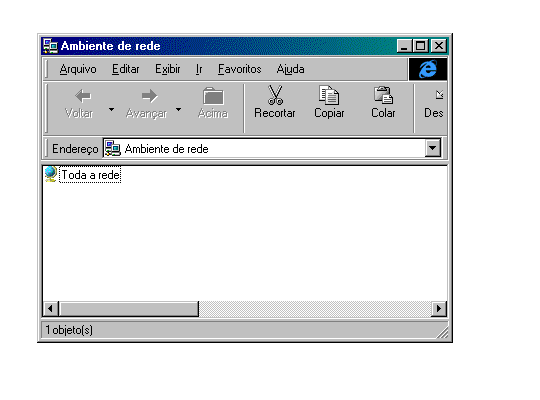 Ambiente de rede
Arquivo Editar Exibir Ir Favoritos Ajuda
Voltar Avançar Acima Recortar Copiar Colar Des
Endereço Ambiente de rede
Toda a rede
1 objeto(s)